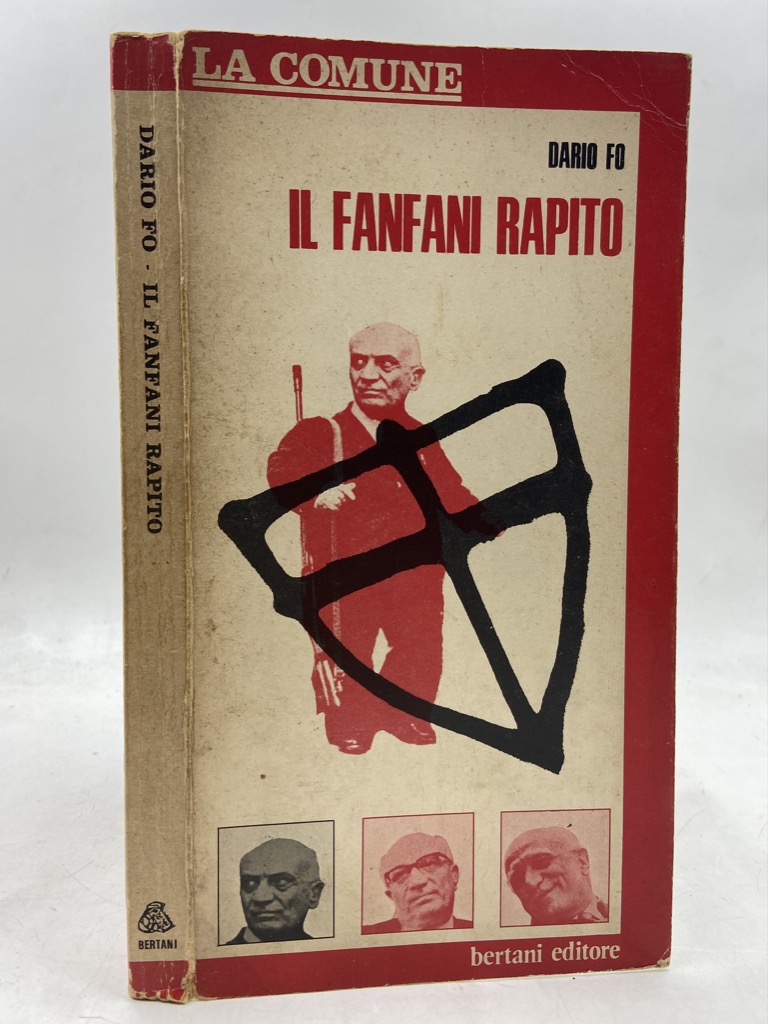 LA COMUNE
DARIO FO
IL FANFANI RAPITO
bertani editore
DARIO FO - IL FANFANI RAPITO
BERTANI